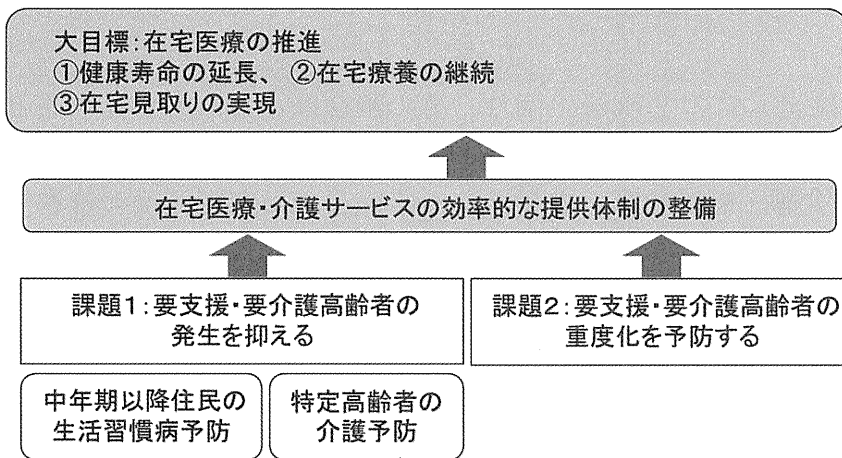 大目標:在宅医療の推進
①健康寿命の延長、 ②在宅療養の継続
③在宅見取りの実現
在宅医療・介護サービスの効率的な提供体制の整備
課題1:要支援・要介護高齢者の
発生を抑える
課題2:要支援・要介護高齢者の
重度化を予防する
中年期以降住民の
生活習慣病予防
特定高齢者の
介護予防